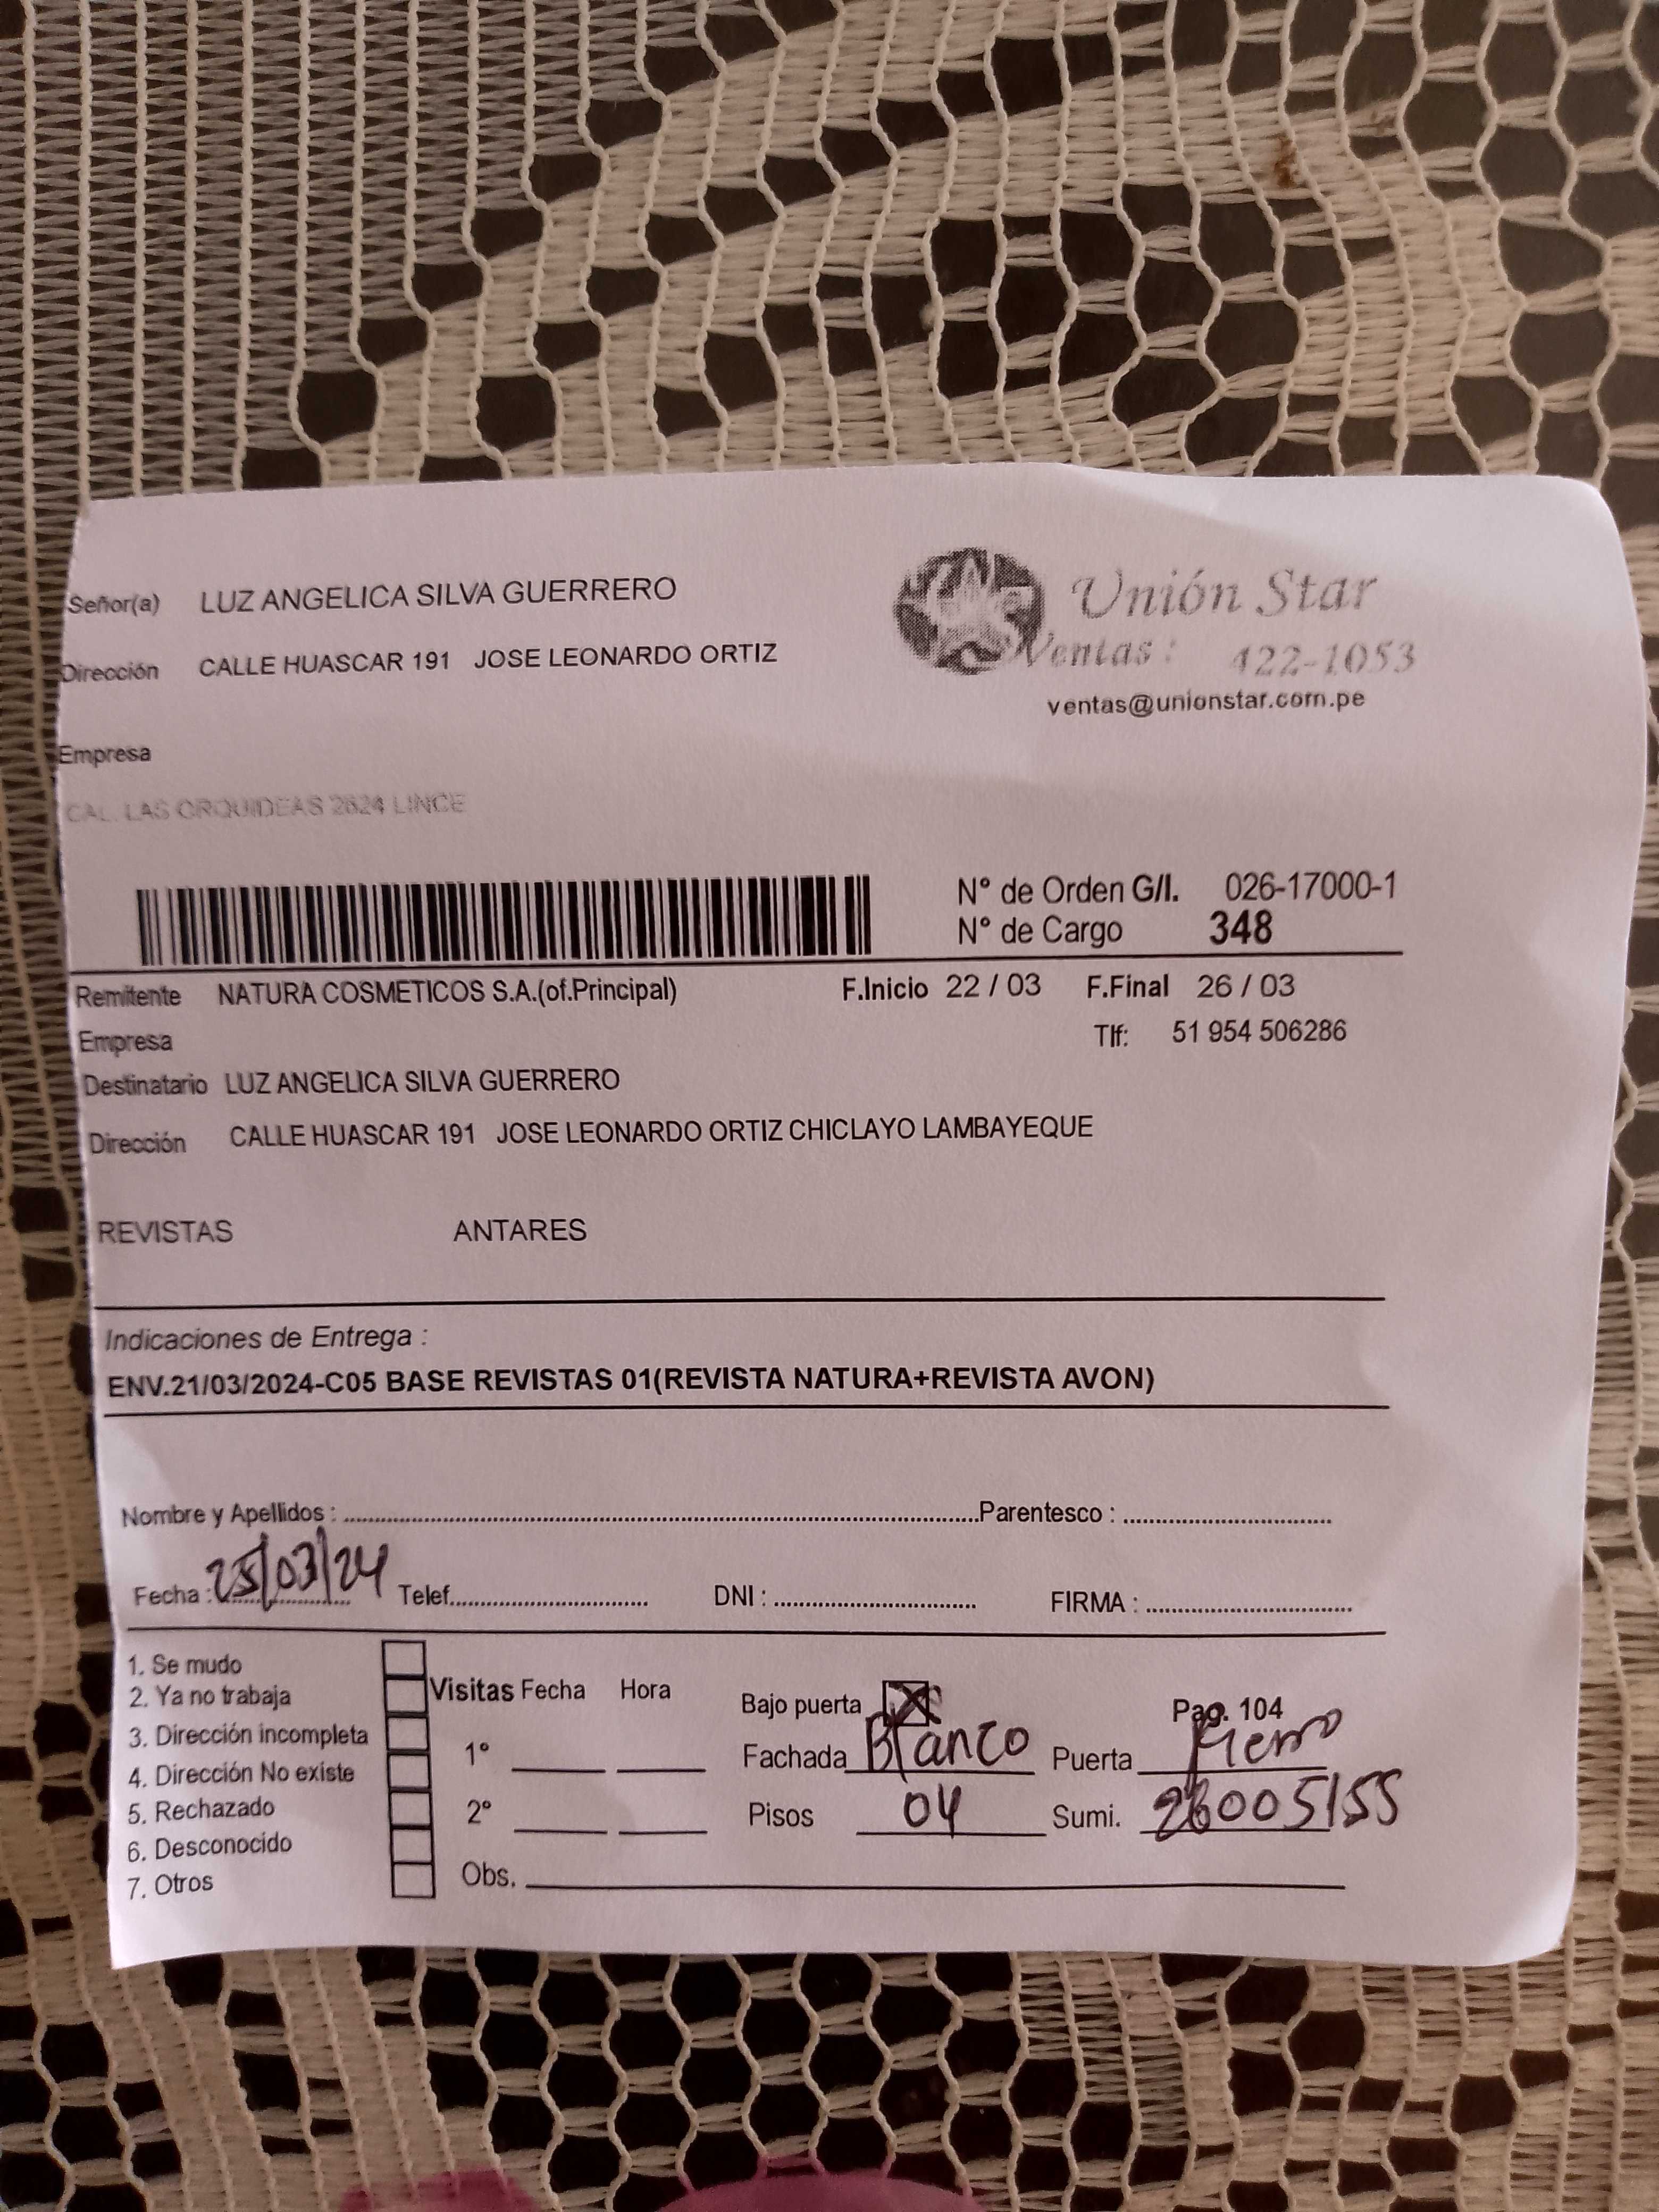 Señor(a) LUZ ANGELICA SILVA GUERRERO
Unión Star
Dirección CALLE HUASCAR 191 JOSE LEONARDO ORTIZ
Ventas : 422-1053
ventas@unionstar.com.pe
Empresa
CAL. LAS ORQUIDEAS 2624 LINCE
N° de Orden G/I. 026-17000-1
N° de Cargo 348
Remitente NATURA COSMETICOS S.A.(of.Principal) F.Inicio 22 / 03 F.Final 26 / 03
Empresa Tlf: 51 954 506286
Destinatario LUZ ANGELICA SILVA GUERRERO
Dirección CALLE HUASCAR 191 JOSE LEONARDO ORTIZ CHICLAYO LAMBAYEQUE
REVISTAS ANTARES
Indicaciones de Entrega :
ENV.21/03/2024-C05 BASE REVISTAS 01(REVISTA NATURA+REVISTA AVON)
Nombre y Apellidos : Parentesco :
Fecha : 25/03/24 Telef. DNI : FIRMA :
1. Se mudo
2. Ya no trabaja
3. Dirección incompleta
4. Dirección No existe
5. Rechazado
6. Desconocido
7. Otros
Visitas Fecha Hora
1°
2°
Obs.
Bajo puerta X Pag. 104
Fachada Blanco Puerta Fierro
Pisos 04 Sumi. 26005155